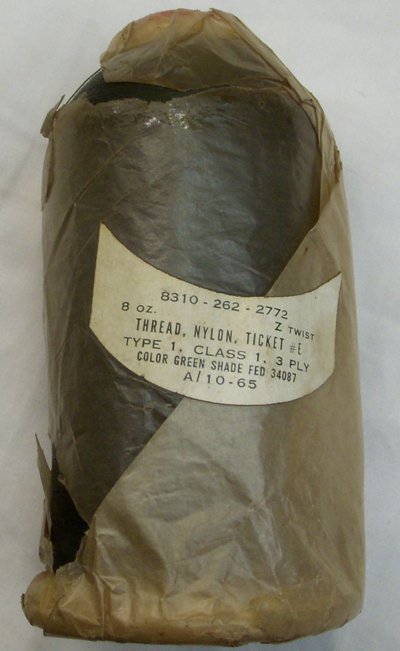 8310-262-2772
8 OZ. Z TWIST
THREAD, NYLON, TICKET #E
TYPE 1, CLASS 1, 3 PLY
COLOR GREEN SHADE FED 34087
A/10-65